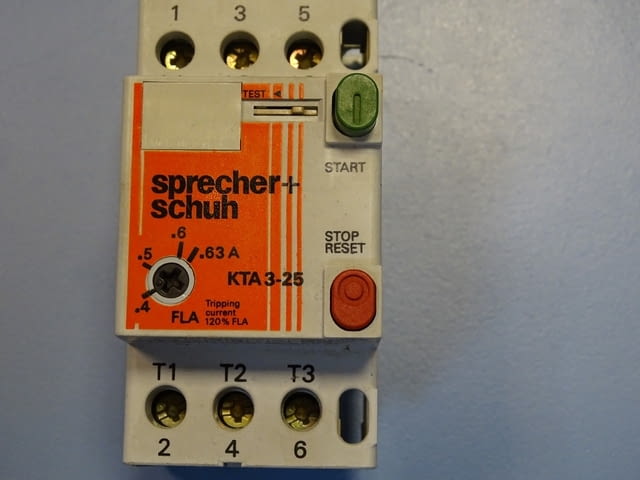 1 3 5
TEST
START
sprecher+
schuh
STOP
RESET
.6
.5 .63 A
KTA 3-25
.4
FLA
Tripping
current
120% FLA
T1 T2 T3
2 4 6